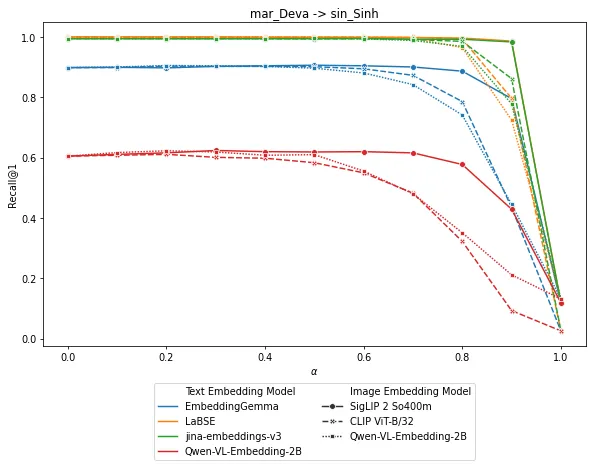 mar_Deva -> sin_Sinh
Recall@1
1.0
0.8
0.6
0.4
0.2
0.0
0.0 0.2 0.4 0.6 0.8 1.0
α
Text Embedding Model Image Embedding Model
EmbeddingGemma SigLIP 2 So400m
LaBSE CLIP ViT-B/32
jina-embeddings-v3 Qwen-VL-Embedding-2B
Qwen-VL-Embedding-2B